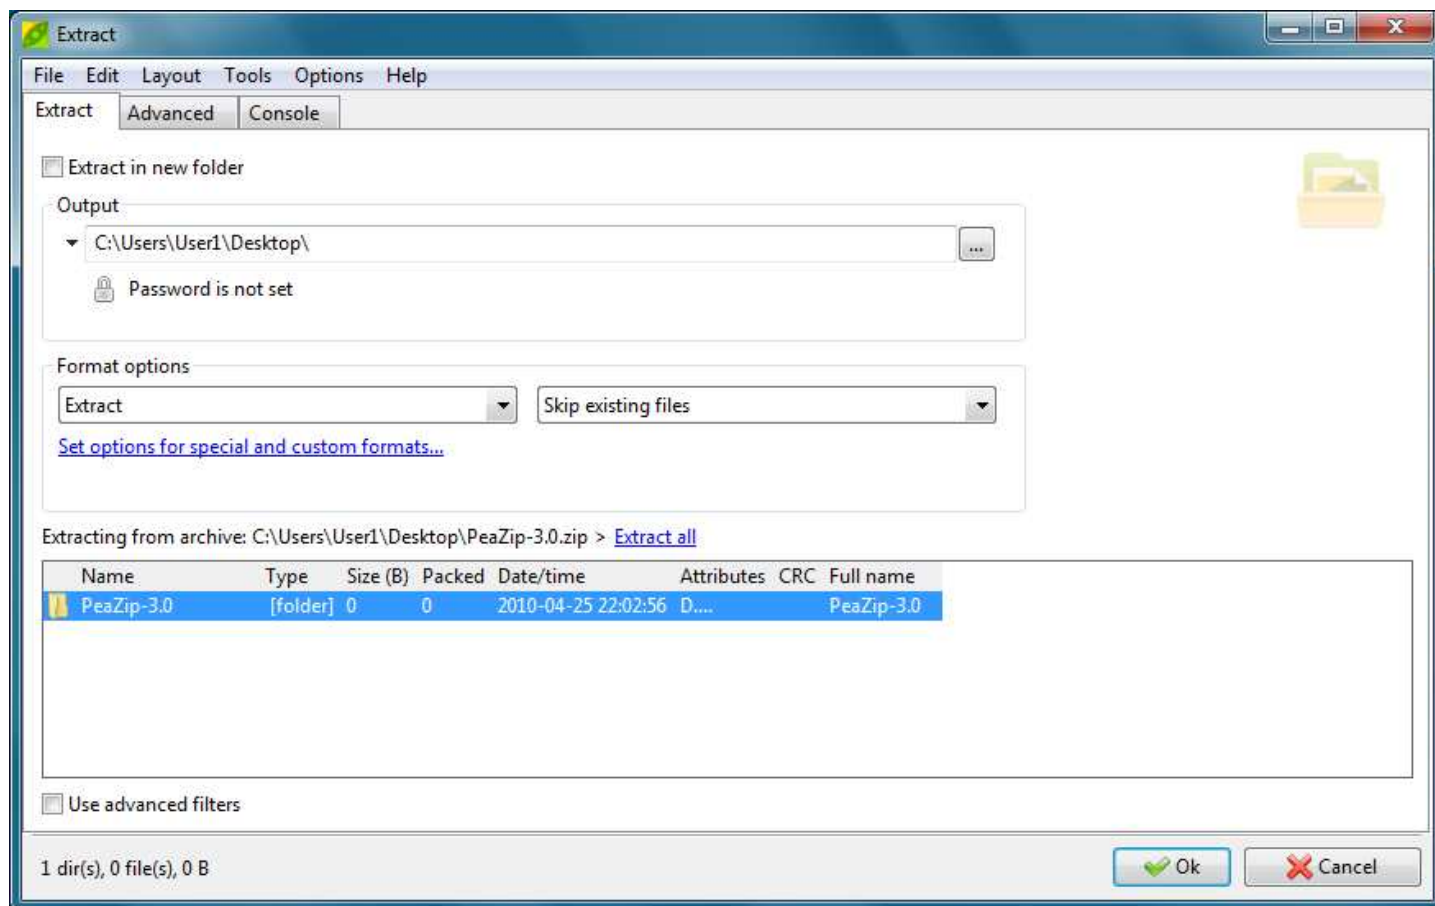 Extract
File Edit Layout Tools Options Help
Extract Advanced Console
Extract in new folder
Output
C:\Users\User1\Desktop\ ...
Password is not set
Format options
Extract Skip existing files
Set options for special and custom formats...
Extracting from archive: C:\Users\User1\Desktop\PeaZip-3.0.zip > Extract all
Name Type Size (B) Packed Date/time Attributes CRC Full name
PeaZip-3.0 [folder] 0 0 2010-04-25 22:02:56 D.... PeaZip-3.0
Use advanced filters
1 dir(s), 0 file(s), 0 B Ok Cancel